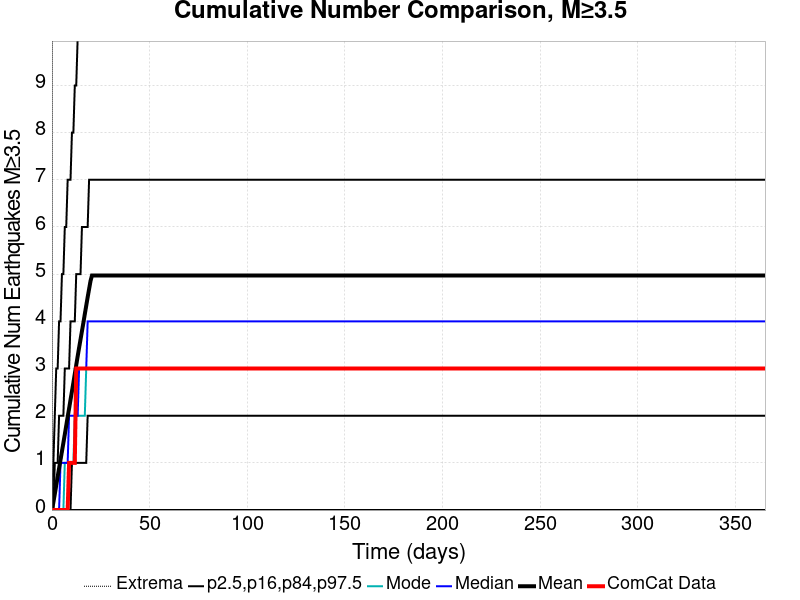 Cumulative Number Comparison, M≥3.5
Cumulative Num Earthquakes M≥3.5
9
8
7
6
5
4
3
2
1
0
0 50 100 150 200 250 300 350
Time (days)
Extrema p2.5,p16,p84,p97.5 Mode Median Mean ComCat Data